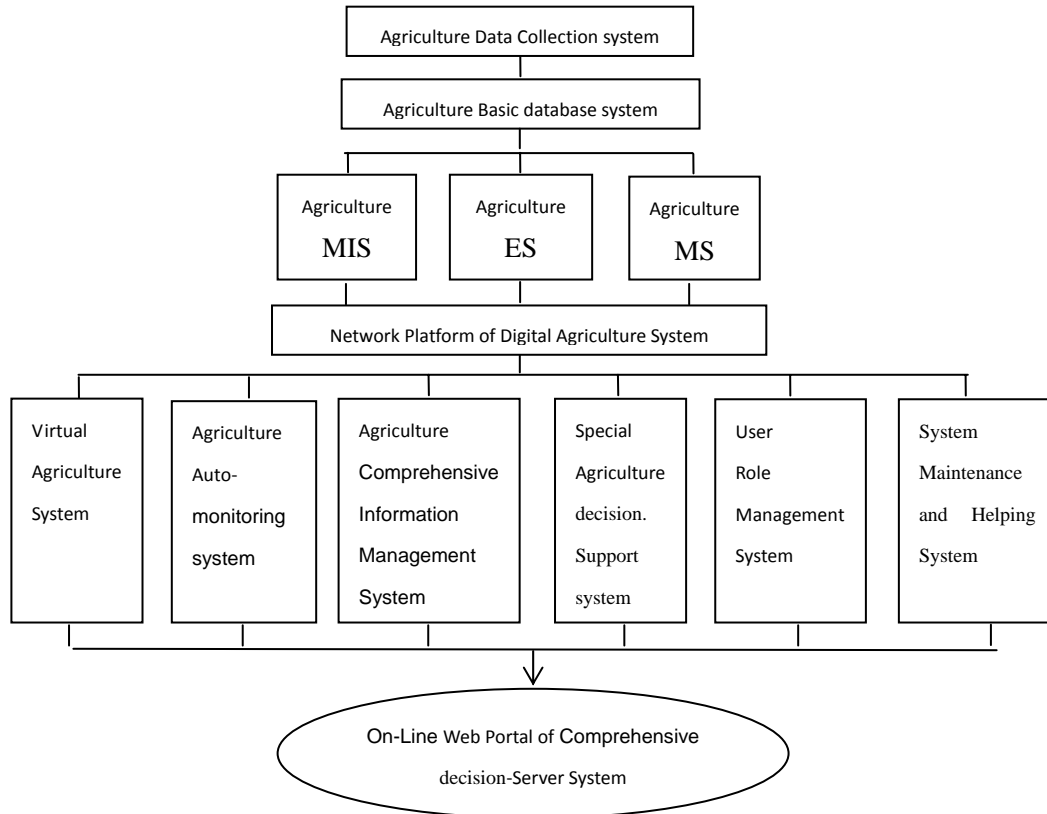 Agriculture Data Collection system
Agriculture Basic database system
Agriculture
MIS
Agriculture
ES
Agriculture
MS
Network Platform of Digital Agriculture System
Virtual
Agriculture
System
Agriculture
Auto-
monitoring
system
Agriculture
Comprehensive
Information
Management
System
Special
Agriculture
decision.
Support
system
User
Role
Management
System
System
Maintenance
and Helping
System
On-Line Web Portal of Comprehensive
decision-Server System